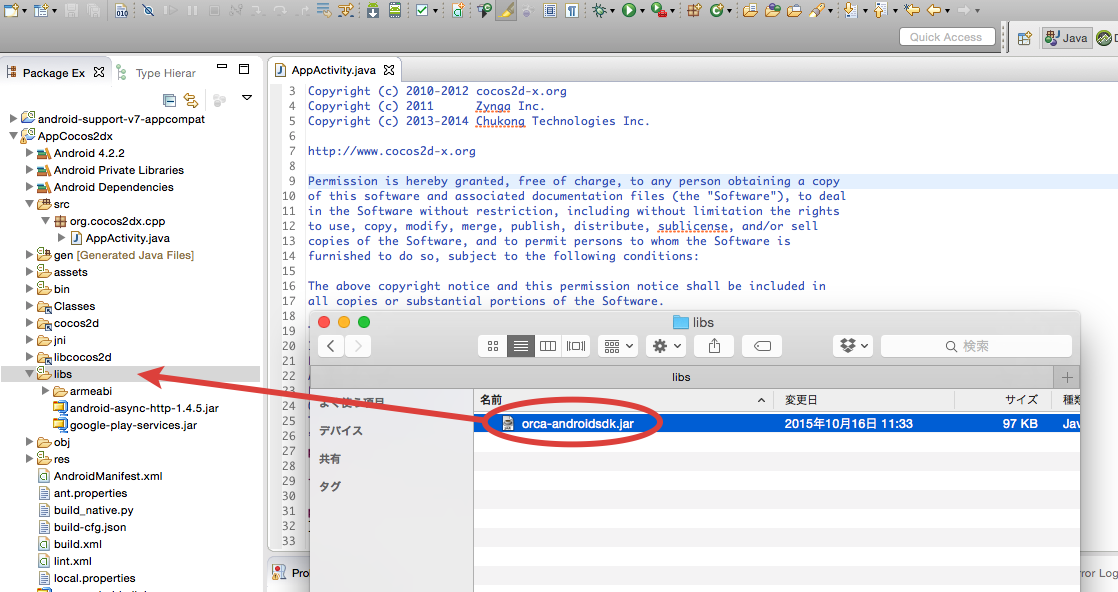 Quick Access
Java
Package Ex
Type Hierar
android-support-v7-appcompat
AppCocos2dx
Android 4.2.2
Android Private Libraries
Android Dependencies
src
org.cocos2dx.cpp
AppActivity.java
gen [Generated Java Files]
assets
bin
Classes
cocos2d
jni
libcocos2d
libs
armeabi
android-async-http-1.4.5.jar
google-play-services.jar
obj
res
AndroidManifest.xml
ant.properties
build_native.py
build-cfg.json
build.xml
lint.xml
local.properties
AppActivity.java
3 Copyright (c) 2010-2012 cocos2d-x.org
4 Copyright (c) 2011 Zynga Inc.
5 Copyright (c) 2013-2014 Chukong Technologies Inc.
6
7 http://www.cocos2d-x.org
8
9 Permission is hereby granted, free of charge, to any person obtaining a copy
10 of this software and associated documentation files (the "Software"), to deal
11 in the Software without restriction, including without limitation the rights
12 to use, copy, modify, merge, publish, distribute, sublicense, and/or sell
13 copies of the Software, and to permit persons to whom the Software is
14 furnished to do so, subject to the following conditions:
15
16 The above copyright notice and this permission notice shall be included in
17 all copies or substantial portions of the Software.
18
19
20
21
22
23
24
25
26
27
28
29
30
31
32
33
libs
検索
libs
よく使う項目
デバイス
共有
タグ
名前 変更日 サイズ 種類
orca-androidsdk.jar 2015年10月16日 11:33 97 KB Jav
Pro
rror Log